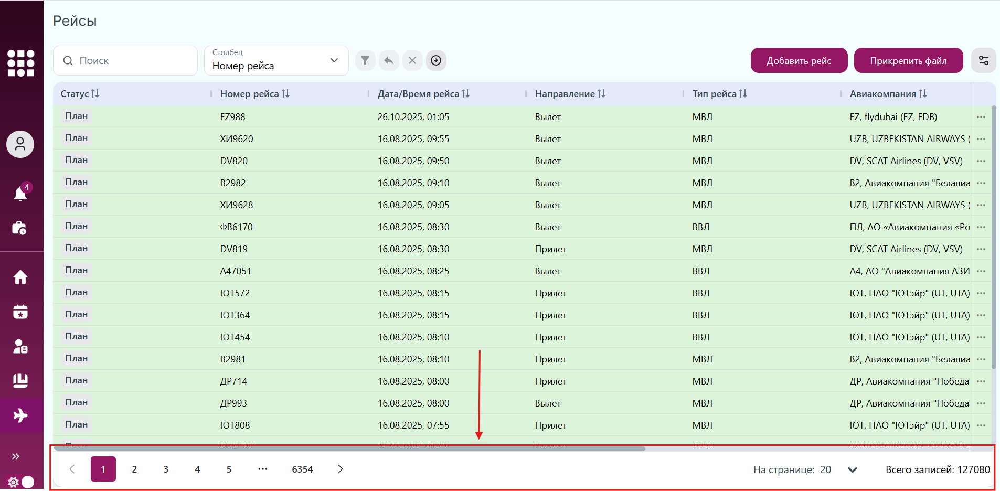 Рейсы
Поиск
Столбец
Номер рейса
Добавить рейс
Прикрепить файл
4
Статус Номер рейса Дата/Время рейса Направление Тип рейса Авиакомпания
План FZ988 26.10.2025, 01:05 Вылет МВЛ FZ, flydubai (FZ, FDB)
План ХИ9620 16.08.2025, 09:55 Вылет МВЛ UZB, UZBEKISTAN AIRWAYS (
План DV820 16.08.2025, 09:50 Вылет МВЛ DV, SCAT Airlines (DV, VSV)
План В2982 16.08.2025, 09:10 Вылет МВЛ В2, Авиакомпания "Белавиа
План ХИ9628 16.08.2025, 09:05 Вылет МВЛ UZB, UZBEKISTAN AIRWAYS (
План ФВ6170 16.08.2025, 08:30 Вылет ВВЛ ПЛ, АО «Авиакомпания «Ро
План DV819 16.08.2025, 08:30 Прилет МВЛ DV, SCAT Airlines (DV, VSV)
План А47051 16.08.2025, 08:25 Вылет ВВЛ А4, АО "Авиакомпания АЗИ
План ЮТ572 16.08.2025, 08:15 Прилет ВВЛ ЮТ, ПАО "ЮТэйр" (UT, UTA)
План ЮТ364 16.08.2025, 08:15 Прилет ВВЛ ЮТ, ПАО "ЮТэйр" (UT, UTA)
План ЮТ454 16.08.2025, 08:10 Прилет ВВЛ ЮТ, ПАО "ЮТэйр" (UT, UTA)
План В2981 16.08.2025, 08:10 Прилет МВЛ В2, Авиакомпания "Белавиа
План ДР714 16.08.2025, 08:00 Прилет МВЛ ДР, Авиакомпания "Победа
План ДР993 16.08.2025, 08:00 Вылет МВЛ ДР, Авиакомпания "Победа
План ЮТ808 16.08.2025, 07:55 Прилет МВЛ ЮТ, ПАО "ЮТэйр" (UT, UTA)
1 2 3 4 5 ... 6354
На странице: 20
Всего записей: 127080